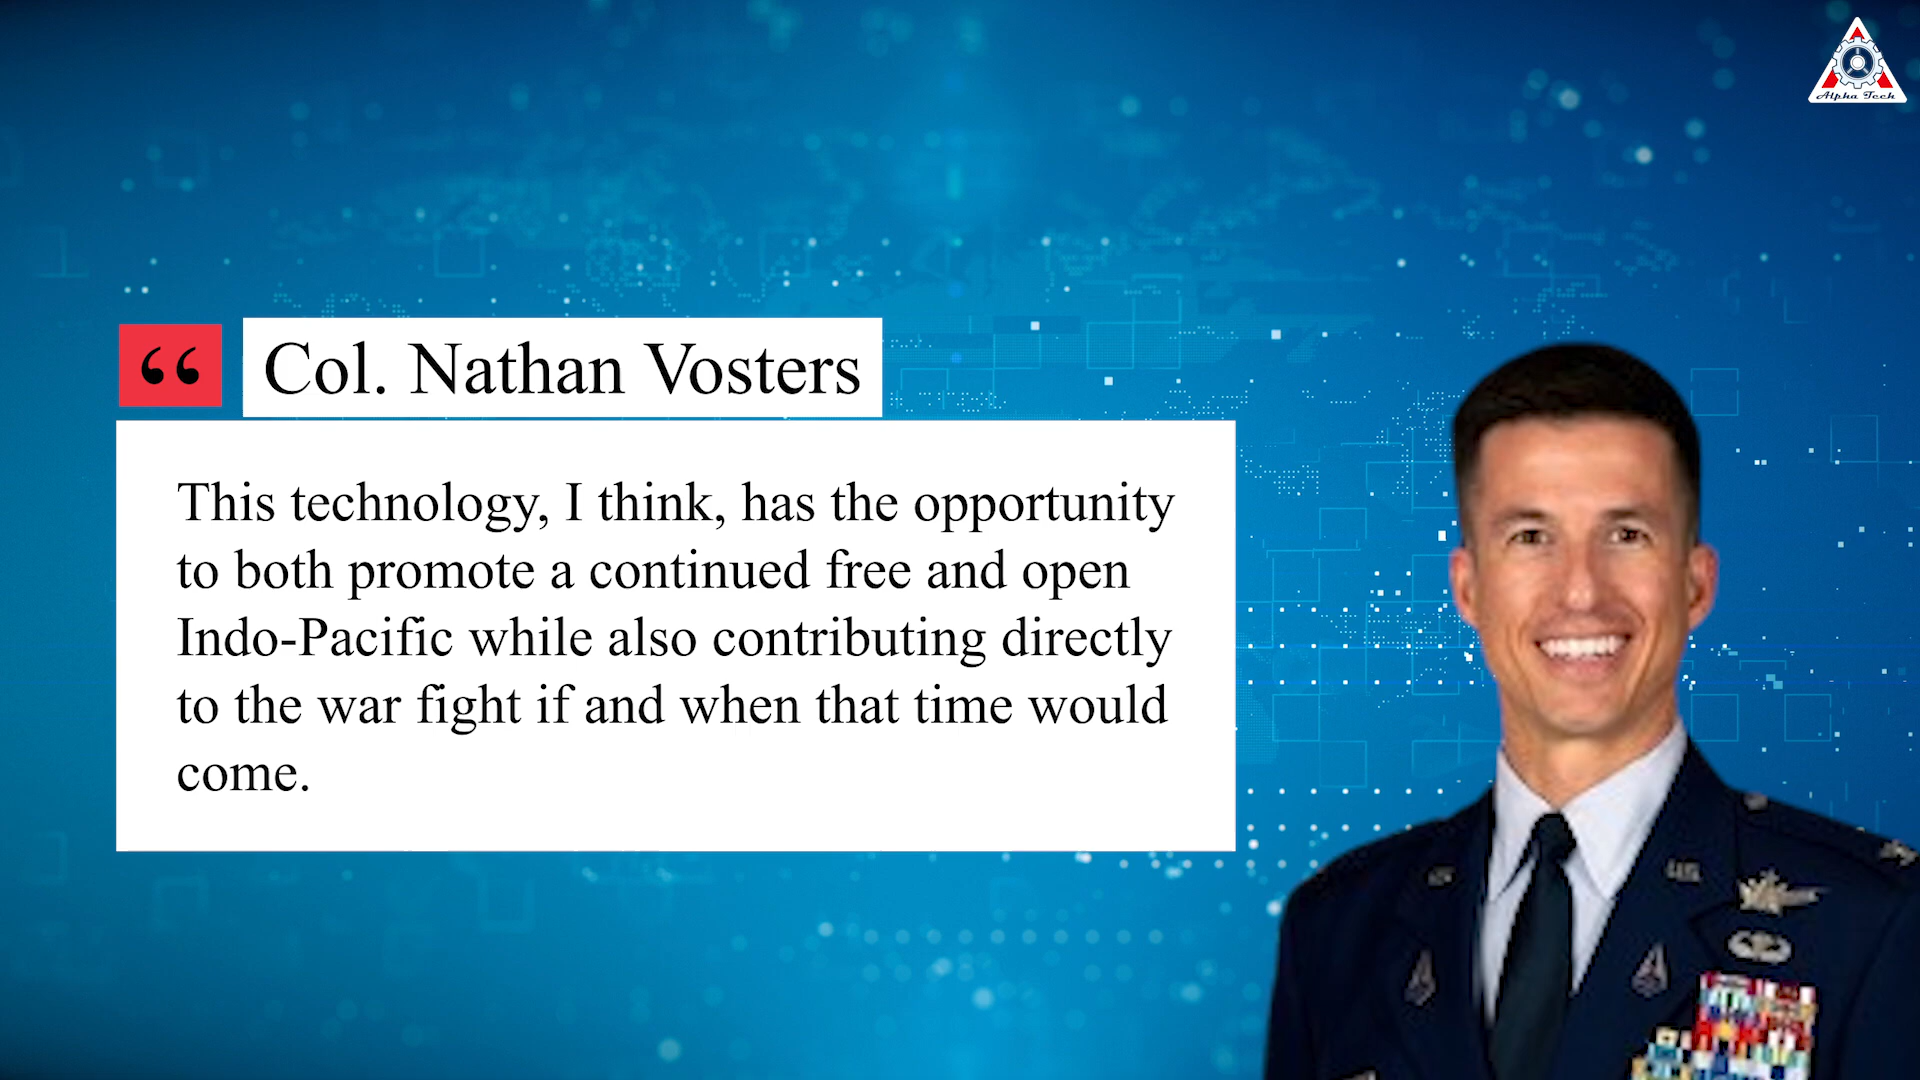 Alpha Tech
“ Col. Nathan Vosters
This technology, I think, has the opportunity
to both promote a continued free and open
Indo-Pacific while also contributing directly
to the war fight if and when that time would
come.
U.S.